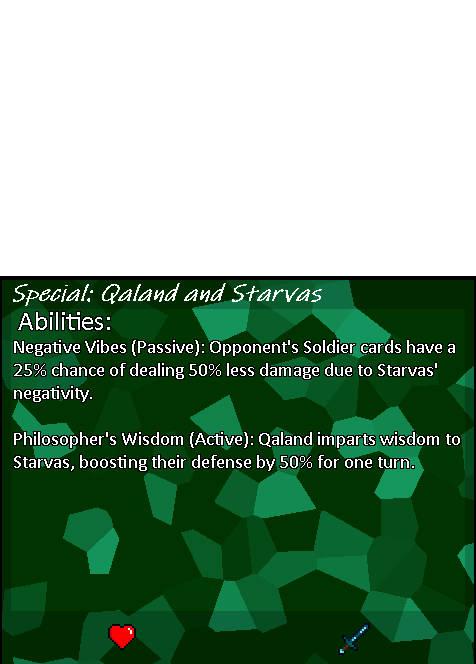 Special: Qaland and Starvas
Abilities:
Negative Vibes (Passive): Opponent's Soldier cards have a
25% chance of dealing 50% less damage due to Starvas'
negativity.
Philosopher's Wisdom (Active): Qaland imparts wisdom to
Starvas, boosting their defense by 50% for one turn.